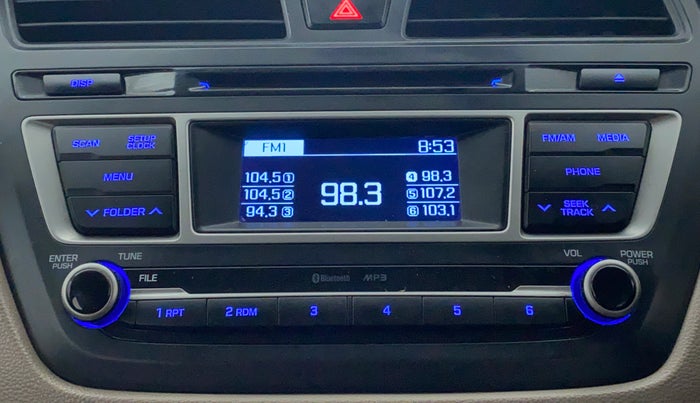 DISP
SCAN
SETUP
CLOCK
MENU
FOLDER
FM1 8:53
104.5 1
104.5 2
94.3 3
98.3
4 98.3
5 107.2
6 103.1
FM/AM MEDIA
PHONE
SEEK
TRACK
ENTER
PUSH
TUNE
FILE
Bluetooth MP3
VOL
POWER
PUSH
1 RPT 2 RDM 3 4 5 6